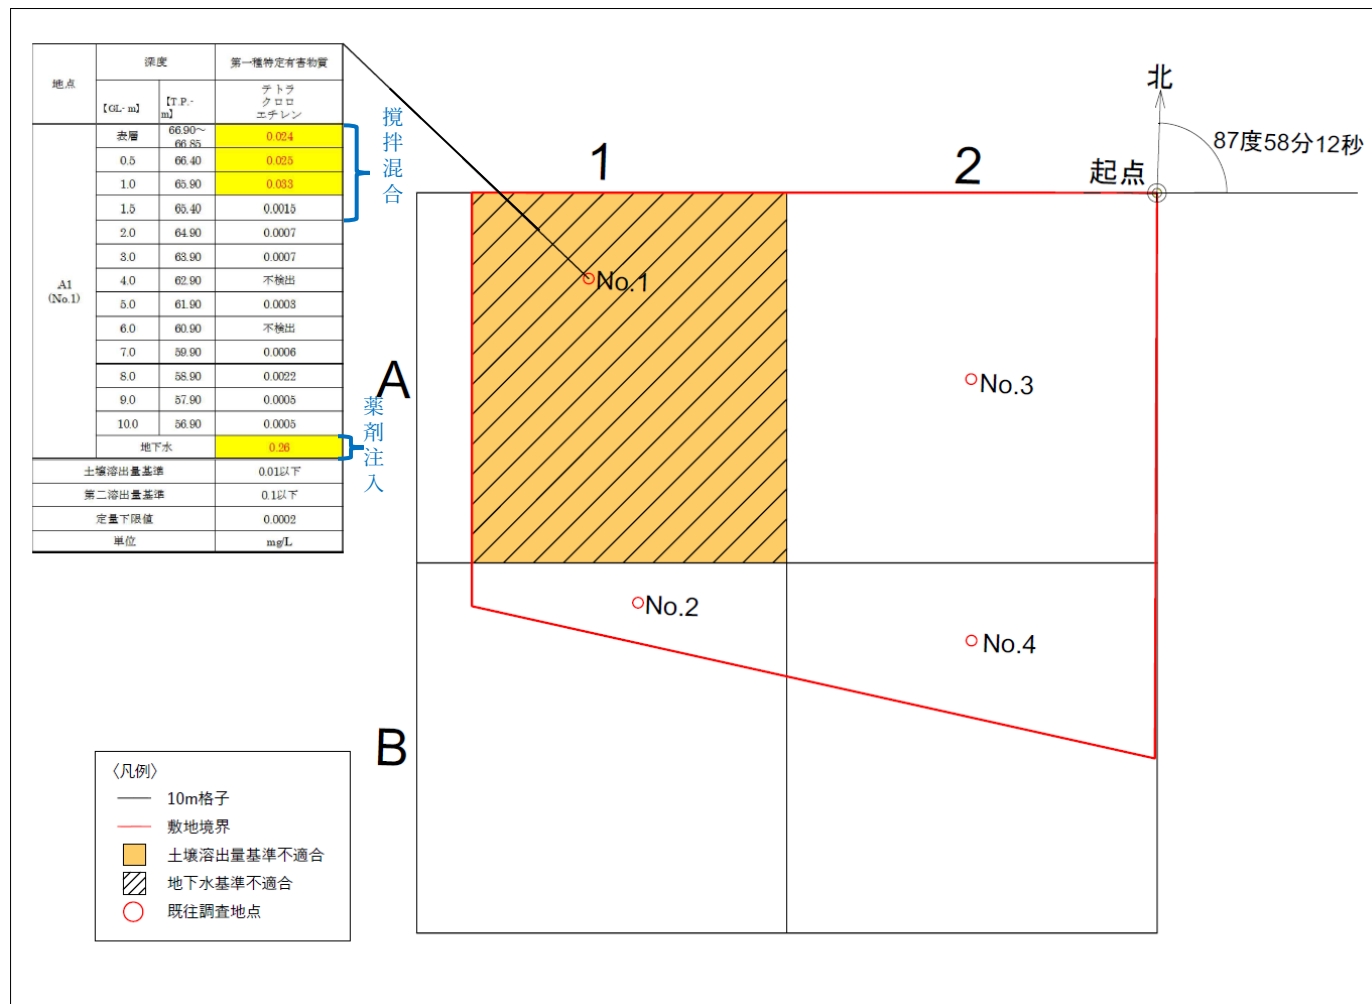 地点
深度
第一種特定有害物質
【GL- m】
【T.P.-
m】
テトラ
クロロ
エチレン
A1
(No.1)
表層
66.90～
66.85
0.024
0.5
66.40
0.025
1.0
65.90
0.033
1.5
65.40
0.0015
2.0
64.90
0.0007
3.0
63.90
0.0007
4.0
62.90
不検出
5.0
61.90
0.0003
6.0
60.90
不検出
7.0
59.90
0.0006
8.0
58.90
0.0022
9.0
57.90
0.0005
10.0
56.90
0.0005
地下水
0.26
土壌溶出量基準
0.01以下
第二溶出量基準
0.1以下
定量下限値
0.0002
単位
mg/L
攪拌混合
薬剤注入
北
87度58分12秒
起点
1
2
A
B
No.1
No.3
No.2
No.4
〈凡例〉
10m格子
敷地境界
土壌溶出量基準不適合
地下水基準不適合
既往調査地点